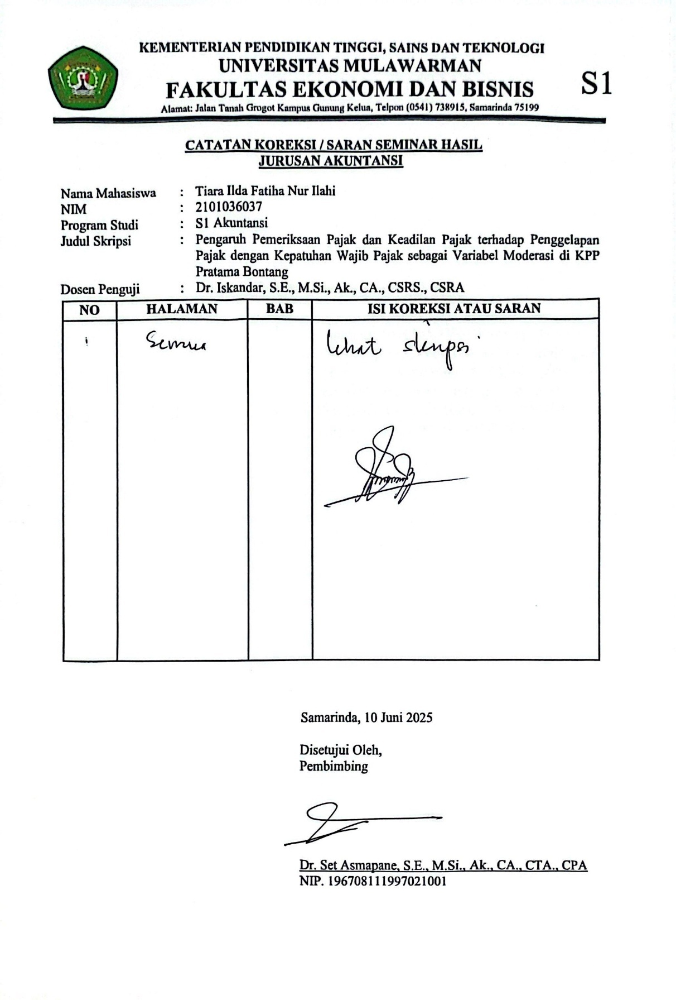 KEMENTERIAN PENDIDIKAN TINGGI, SAINS DAN TEKNOLOGI
UNIVERSITAS MULAWARMAN
FAKULTAS EKONOMI DAN BISNIS
S1
Alamat: Jalan Tanah Grogot Kampus Gunung Kelua, Telpon (0541) 738915, Samarinda 75199
CATATAN KOREKSI / SARAN SEMINAR HASIL
JURUSAN AKUNTANSI
Nama Mahasiswa : Tiara Ilda Fatiha Nur Ilahi
NIM : 2101036037
Program Studi : S1 Akuntansi
Judul Skripsi : Pengaruh Pemeriksaan Pajak dan Keadilan Pajak terhadap Penggelapan
Pajak dengan Kepatuhan Wajib Pajak sebagai Variabel Moderasi di KPP
Pratama Bontang
Dosen Penguji : Dr. Iskandar, S.E., M.Si., Ak., CA., CSRS., CSRA
NO HALAMAN BAB ISI KOREKSI ATAU SARAN
Semua lihat skripsi
Samarinda, 10 Juni 2025
Disetujui Oleh,
Pembimbing
Dr. Set Asmapane, S.E., M.Si., Ak., CA., CTA., CPA
NIP. 196708111997021001